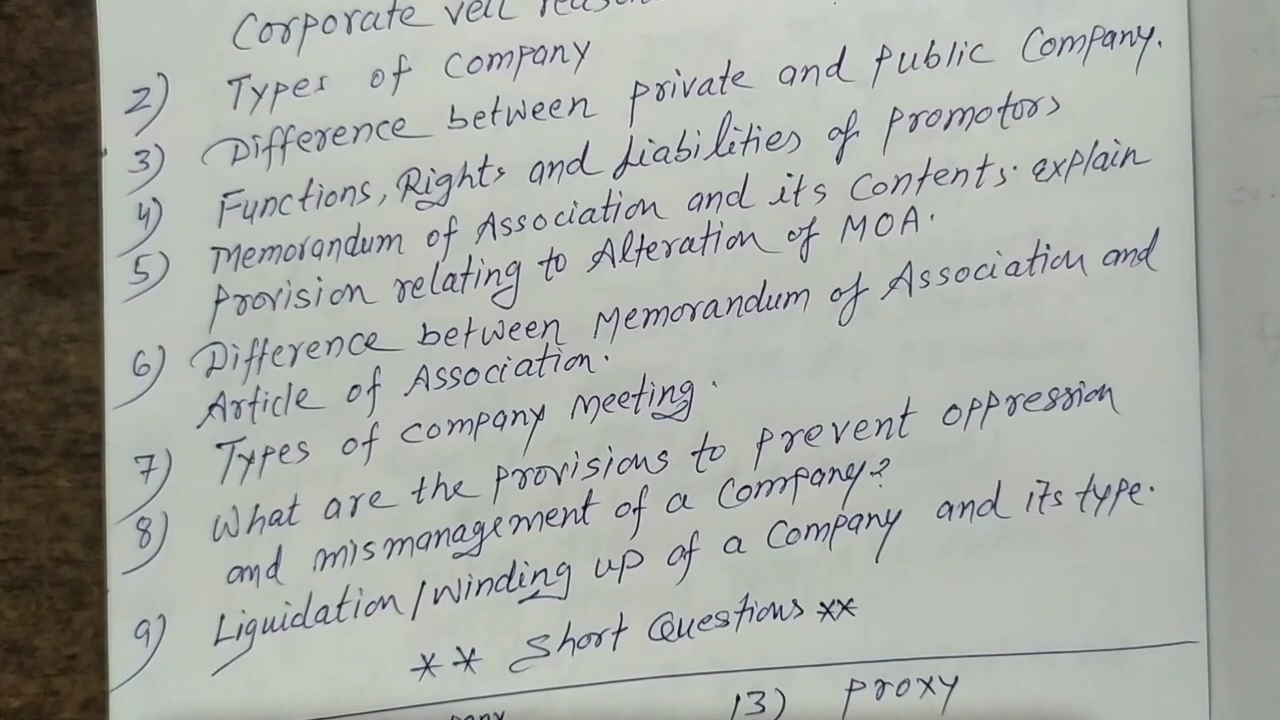 Corporate veil
2) Types of company
3) Difference between private and public Company.
4) Functions, Rights and Liabilities of promotors
5) Memorandum of Association and its contents. explain
provision relating to Alteration of MOA.
6) Difference between Memorandum of Association and
Article of Association.
7) Types of company meeting.
8) What are the provisions to prevent oppression
and mismanagement of a Company?
9) Liquidation/Winding up of a Company and its type.
** Short Questions **
13) proxy